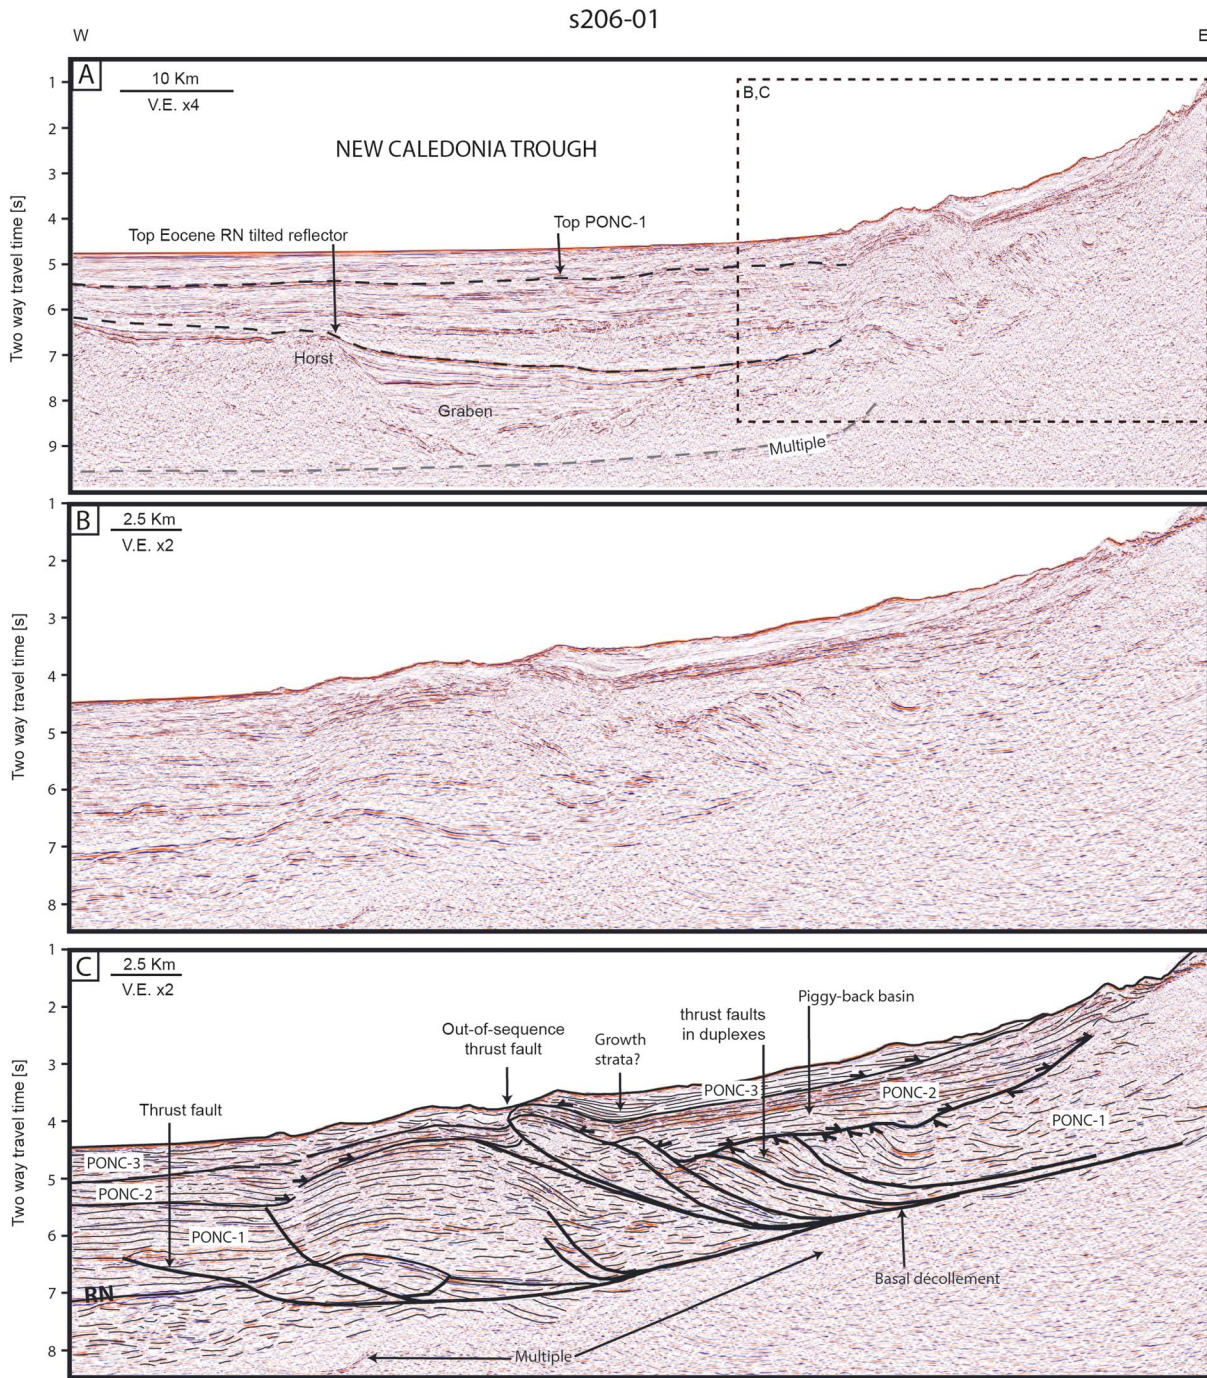 s206-01
W
E
A
10 Km
V.E. x4
B,C
NEW CALEDONIA TROUGH
Top Eocene RN tilted reflector
Top PONC-1
Horst
Graben
Multiple
Two way travel time [s]
1
2
3
4
5
6
7
8
9
B
2.5 Km
V.E. x2
Two way travel time [s]
1
2
3
4
5
6
7
8
C
2.5 Km
V.E. x2
Two way travel time [s]
1
2
3
4
5
6
7
8
Piggy-back basin
thrust faults
in duplexes
Out-of-sequence
thrust fault
Growth
strata?
PONC-3
PONC-2
PONC-1
Thrust fault
PONC-3
PONC-2
PONC-1
RN
Basal décollement
Multiple